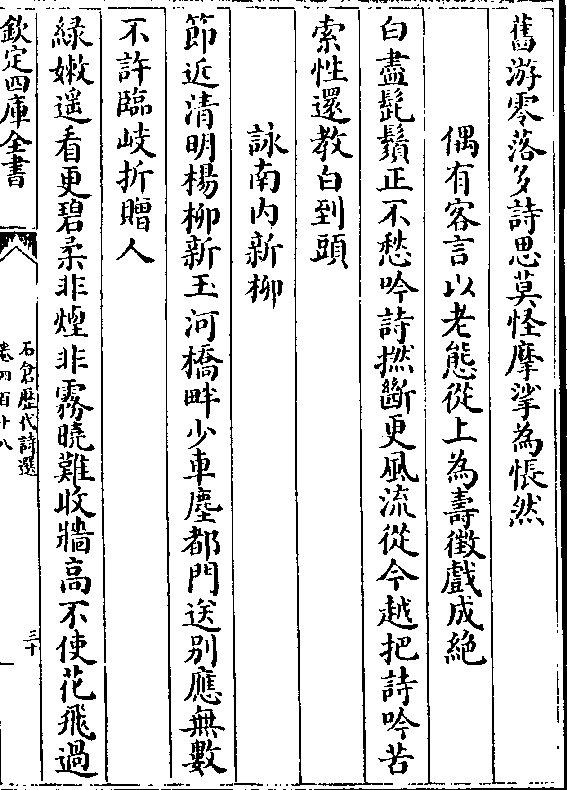 舊游零落多詩思莫怪摩挲為悵然
偶有客言以老態從上為壽徵戲成絶
白盡髭鬚正不愁吟詩撚斷更風流從今越把詩吟苦
索性還教白到頭
詠南内新柳
節近清明楊柳新玉河橋畔少車塵都門送别應無數
不許臨岐折贈人
綠嫩遥看更碧柔非煙非霧曉難收牆高不使花飛過
欽定四庫全書
石倉歷代詩選
卷四百十八
三十